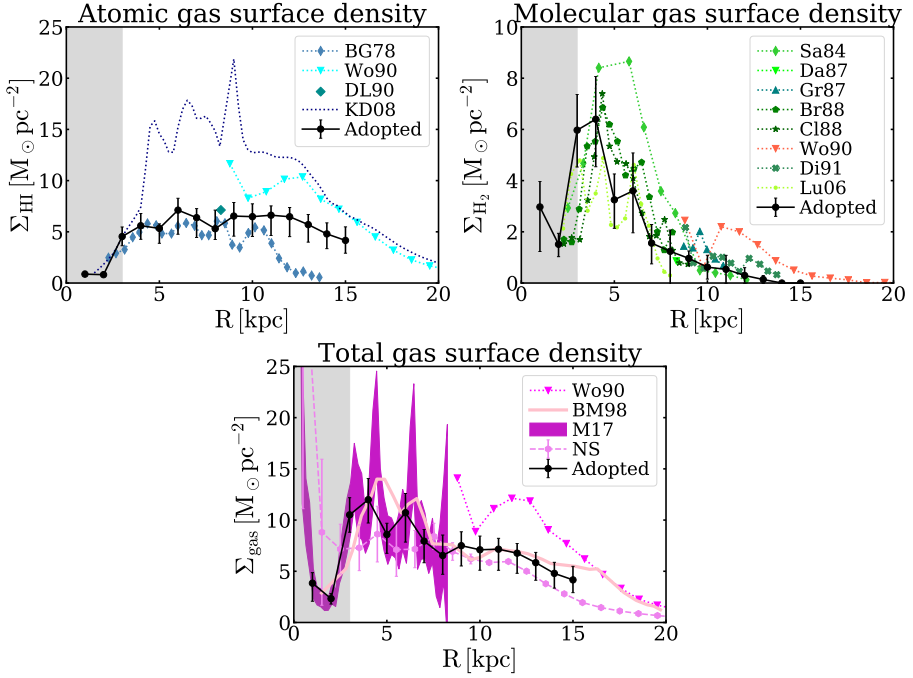 Atomic gas surface density
Σ_HI [M⊙ pc⁻²]
25
20
15
10
5
0
BG78
Wo90
DL90
KD08
Adopted
0 5 10 15 20
R [kpc]
Molecular gas surface density
Σ_H₂ [M⊙ pc⁻²]
10
8
6
4
2
0
Sa84
Da87
Gr87
Br88
Cl88
Wo90
Di91
Lu06
Adopted
0 5 10 15 20
R [kpc]
Total gas surface density
Σ_gas [M⊙ pc⁻²]
25
20
15
10
5
0
Wo90
BM98
M17
NS
Adopted
0 5 10 15 20
R [kpc]